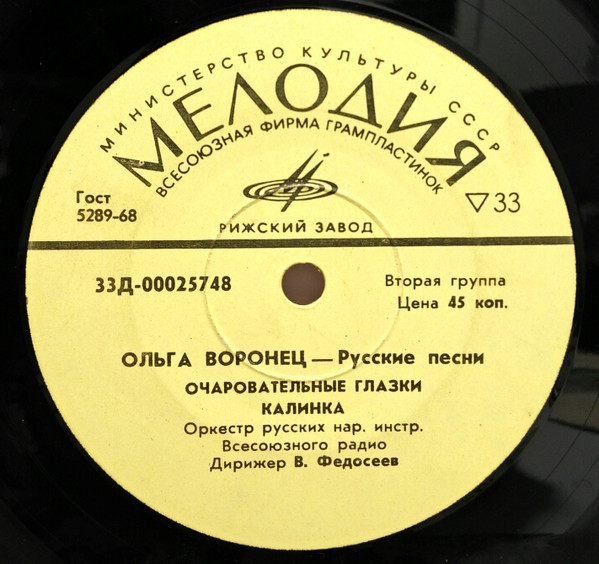 МИНИСТЕРСТВО КУЛЬТУРЫ СССР
МЕЛОДИЯ
ВСЕСОЮЗНАЯ ФИРМА ГРАМПЛАСТИНОК
Гост
5289-68
▽33
РИЖСКИЙ ЗАВОД
33Д-00025748
Вторая группа
Цена 45 коп.
ОЛЬГА ВОРОНЕЦ — Русские песни
ОЧАРОВАТЕЛЬНЫЕ ГЛАЗКИ
КАЛИНКА
Оркестр русских нар. инстр.
Всесоюзного радио
Дирижер В. Федосеев